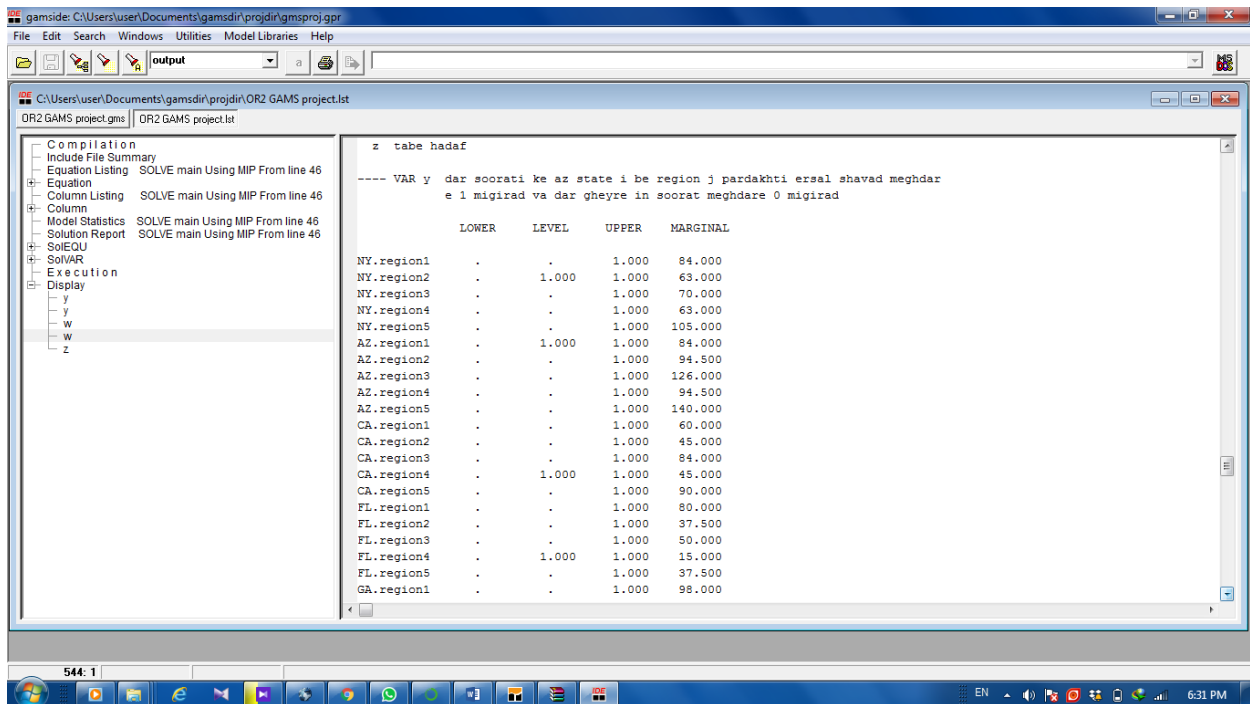 gamside: C:\Users\user\Documents\gamsdir\projdir\gmsproj.gpr
File Edit Search Windows Utilities Model Libraries Help
output
a
C:\Users\user\Documents\gamsdir\projdir\OR2 GAMS project.lst
OR2 GAMS project.gms OR2 GAMS project.lst
Compilation
Include File Summary
Equation Listing SOLVE main Using MIP From line 46
Equation
Column Listing SOLVE main Using MIP From line 46
Column
Model Statistics SOLVE main Using MIP From line 46
Solution Report SOLVE main Using MIP From line 46
SolEQU
SolVAR
Execution
Display
y
y
w
w
z
z tabe hadaf
---- VAR y dar soorati ke az state i be region j pardakhti ersal shavad meghdar
e 1 migirad va dar gheyre in soorat meghdare 0 migirad
LOWER LEVEL UPPER MARGINAL
NY.region1 . . 1.000 84.000
NY.region2 . 1.000 1.000 63.000
NY.region3 . . 1.000 70.000
NY.region4 . . 1.000 63.000
NY.region5 . . 1.000 105.000
AZ.region1 . 1.000 1.000 84.000
AZ.region2 . . 1.000 94.500
AZ.region3 . . 1.000 126.000
AZ.region4 . . 1.000 94.500
AZ.region5 . . 1.000 140.000
CA.region1 . . 1.000 60.000
CA.region2 . . 1.000 45.000
CA.region3 . . 1.000 84.000
CA.region4 . 1.000 1.000 45.000
CA.region5 . . 1.000 90.000
FL.region1 . . 1.000 80.000
FL.region2 . . 1.000 37.500
FL.region3 . . 1.000 50.000
FL.region4 . 1.000 1.000 15.000
FL.region5 . . 1.000 37.500
GA.region1 . . 1.000 98.000
544: 1
EN 6:31 PM